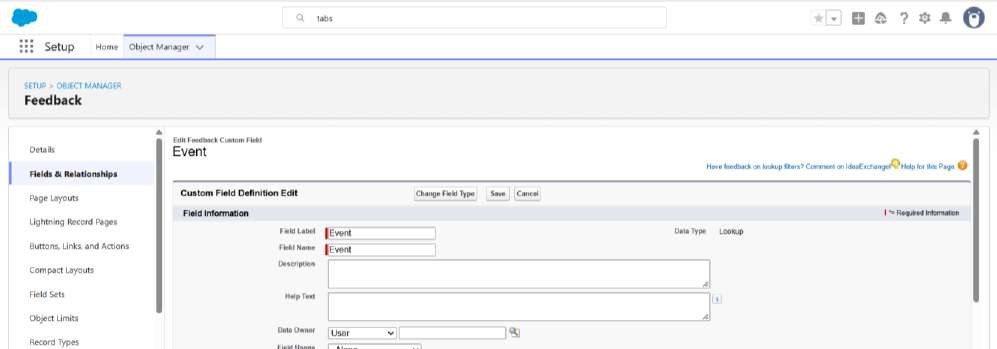 tabs
Setup
Home
Object Manager
SETUP > OBJECT MANAGER
Feedback
Details
Fields & Relationships
Page Layouts
Lightning Record Pages
Buttons, Links, and Actions
Compact Layouts
Field Sets
Object Limits
Record Types
Edit Feedback Custom Field
Event
Have feedback on lookup filters? Comment on IdeaExchange!
Help for this Page
Custom Field Definition Edit
Change Field Type
Save
Cancel
Field Information
= Required Information
Field Label
Event
Data Type
Lookup
Field Name
Event
Description
Help Text
i
Data Owner
User
Field Usage
--None--